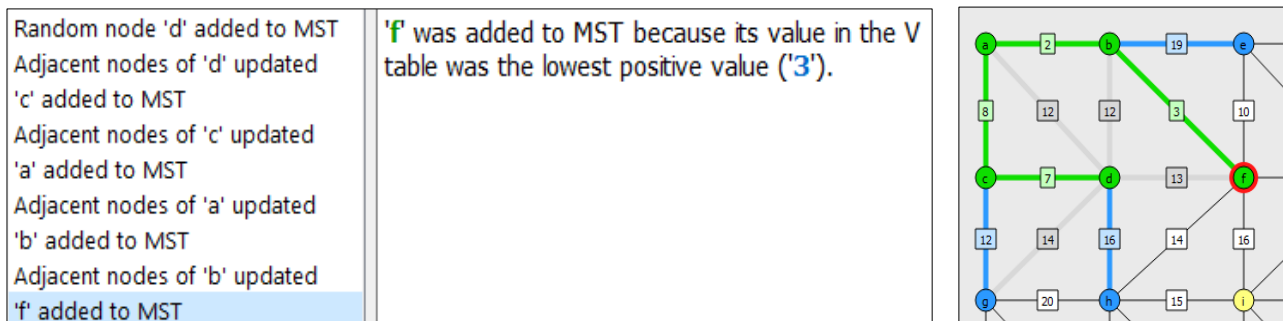 Random node 'd' added to MST
Adjacent nodes of 'd' updated
'c' added to MST
Adjacent nodes of 'c' updated
'a' added to MST
Adjacent nodes of 'a' updated
'b' added to MST
Adjacent nodes of 'b' updated
'f' added to MST
'f' was added to MST because its value in the V
table was the lowest positive value ('3').
a 2 b 19 e
8 12 12 3 10
c 7 d 13 f
12 14 16 14 16
g 20 h 15 i